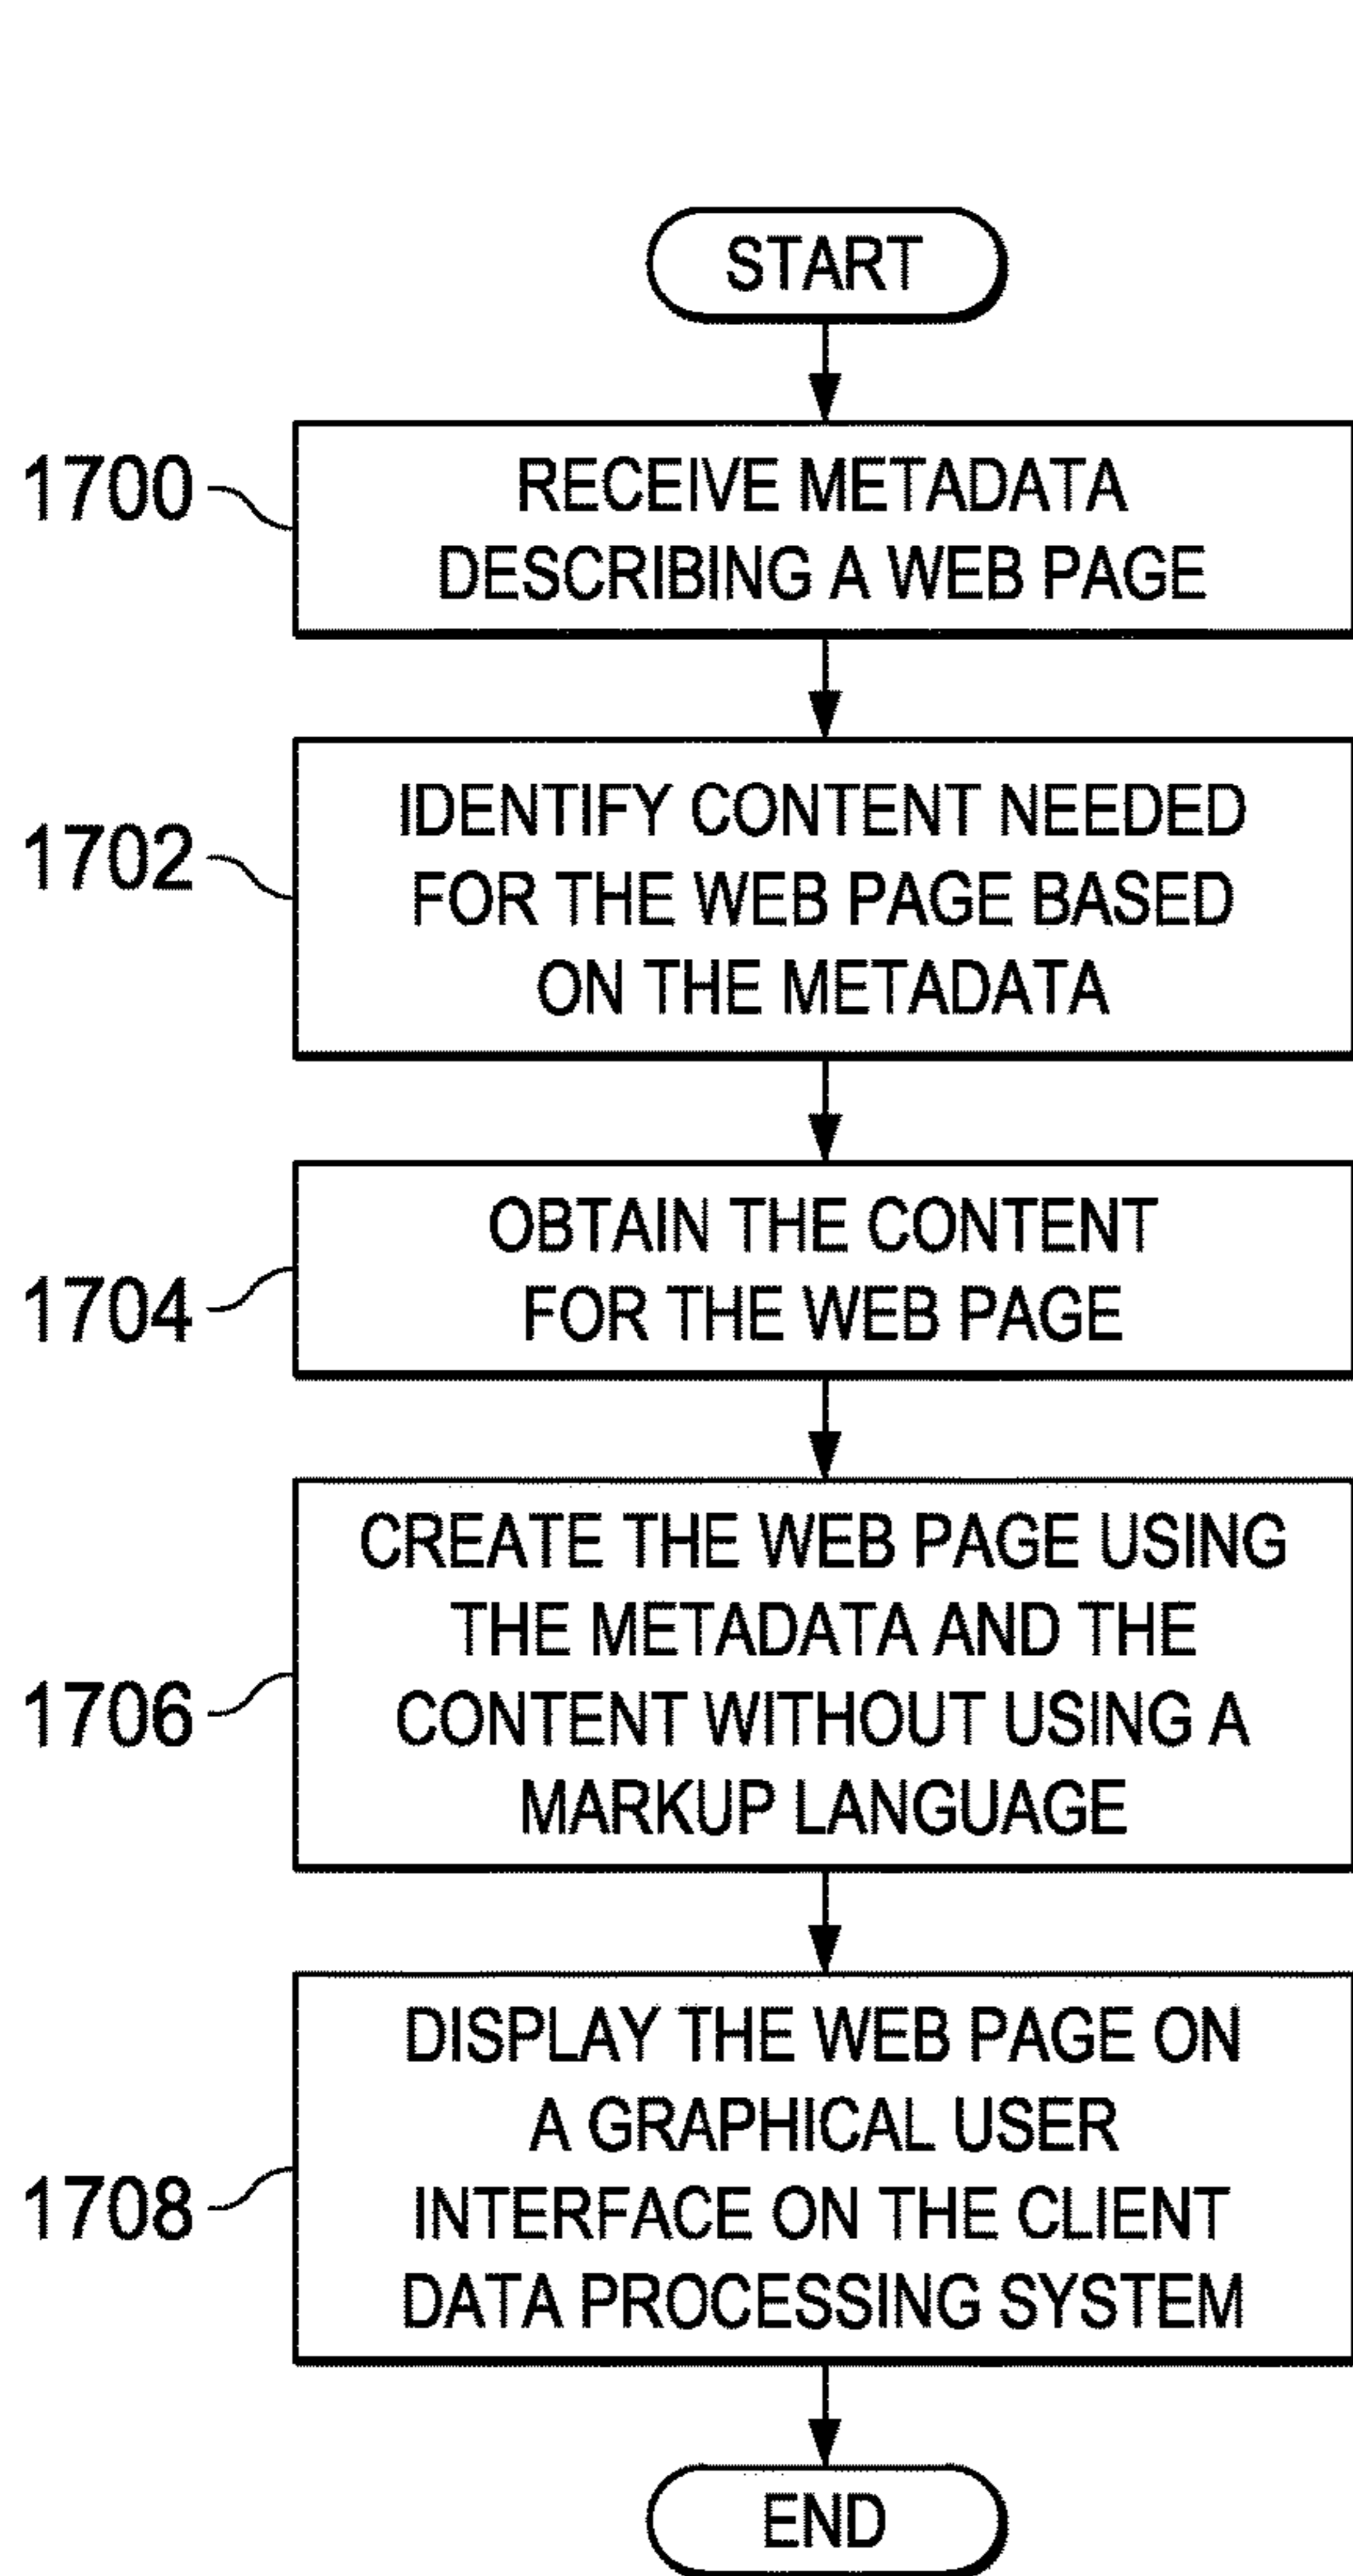 START
1700
RECEIVE METADATA
DESCRIBING A WEB PAGE
1702
IDENTIFY CONTENT NEEDED
FOR THE WEB PAGE BASED
ON THE METADATA
1704
OBTAIN THE CONTENT
FOR THE WEB PAGE
1706
CREATE THE WEB PAGE USING
THE METADATA AND THE
CONTENT WITHOUT USING A
MARKUP LANGUAGE
1708
DISPLAY THE WEB PAGE ON
A GRAPHICAL USER
INTERFACE ON THE CLIENT
DATA PROCESSING SYSTEM
END